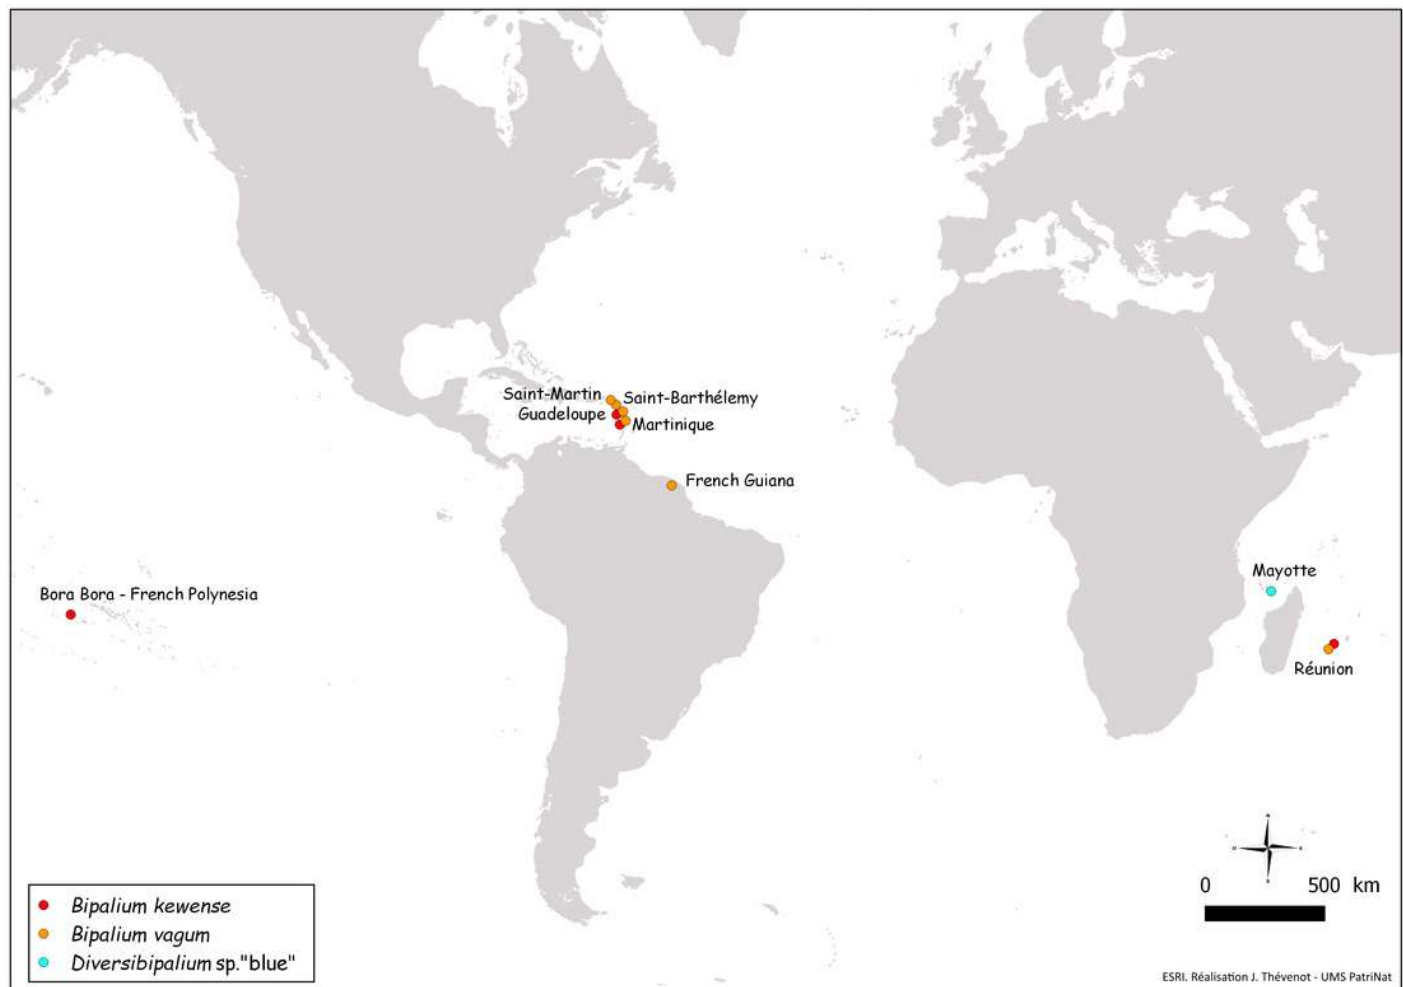 Saint-Martin
Saint-Barthélemy
Guadeloupe
Martinique
French Guiana
Mayotte
Bora Bora - French Polynesia
Réunion
N
O E
S
0 500 km
Bipalium kewense
Bipalium vagum
Diversibipalium sp."blue"
ESRI. Réalisation J. Thévenot - UMS PatriNat